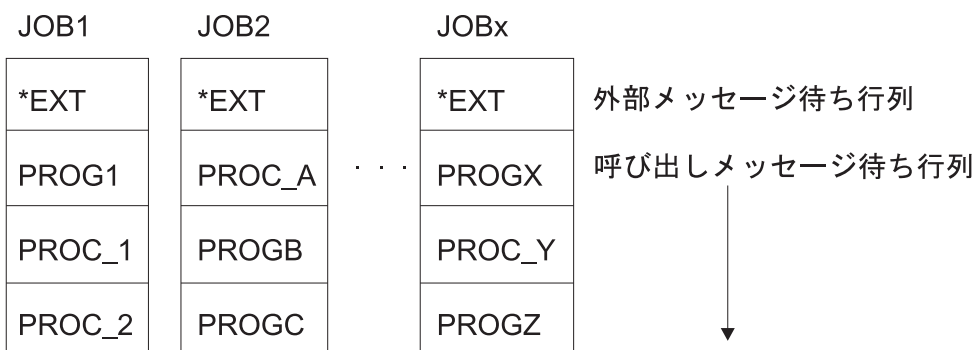 JOB1 JOB2 JOBx
*EXT *EXT *EXT 外部メッセージ待ち行列
PROG1 PROC_A . . . PROGX 呼び出しメッセージ待ち行列
PROC_1 PROGB PROC_Y
PROC_2 PROGC PROGZ